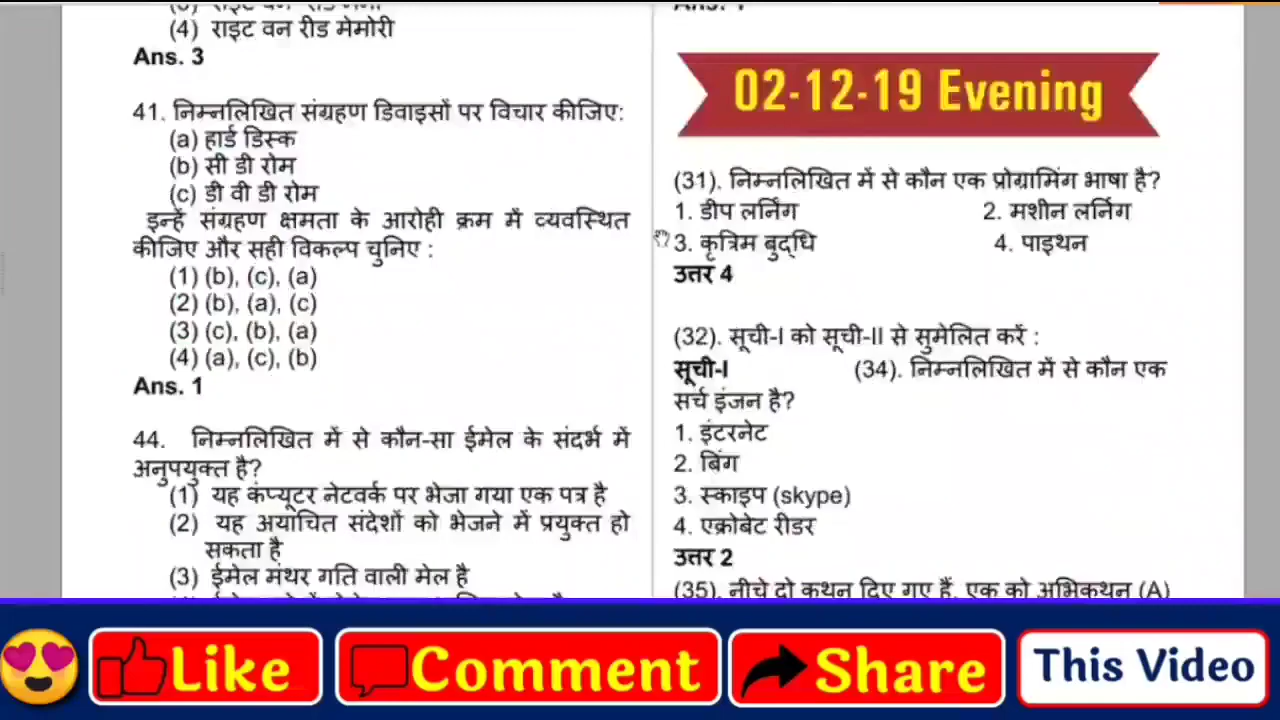 (4) राइट वन रीड मेमोरी
Ans. 3
41. निम्नलिखित संग्रहण डिवाइसों पर विचार कीजिए:
(a) हार्ड डिस्क
(b) सी डी रोम
(c) डी वी डी रोम
इन्हें संग्रहण क्षमता के आरोही क्रम में व्यवस्थित
कीजिए और सही विकल्प चुनिए :
(1) (b), (c), (a)
(2) (b), (a), (c)
(3) (c), (b), (a)
(4) (a), (c), (b)
Ans. 1
44. निम्नलिखित में से कौन-सा ईमेल के संदर्भ में
अनुपयुक्त है?
(1) यह कंप्यूटर नेटवर्क पर भेजा गया एक पत्र है
(2) यह अयाचित संदेशों को भेजने में प्रयुक्त हो
सकता है
(3) ईमेल मंथर गति वाली मेल है
02-12-19 Evening
(31). निम्नलिखित में से कौन एक प्रोग्रामिंग भाषा है?
1. डीप लर्निंग 2. मशीन लर्निंग
3. कृत्रिम बुद्धि 4. पाइथन
उत्तर 4
(32). सूची-I को सूची-II से सुमेलित करें :
सूची-I (34). निम्नलिखित में से कौन एक
सर्च इंजन है?
1. इंटरनेट
2. बिंग
3. स्काइप (skype)
4. एक्रोबेट रीडर
उत्तर 2
(35). नीचे दो कथन दिए गए हैं, एक को अभिकथन (A)
Like
Comment
Share
This Video